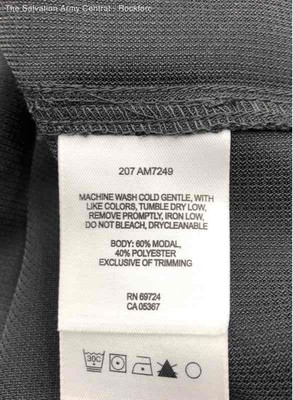 The Salvation Army Central - Rockford
207 AM7249
MACHINE WASH COLD GENTLE, WITH
LIKE COLORS, TUMBLE DRY LOW,
REMOVE PROMPTLY, IRON LOW,
DO NOT BLEACH, DRYCLEANABLE
BODY: 60% MODAL,
40% POLYESTER
EXCLUSIVE OF TRIMMING
RN 69724
CA 05367
30C